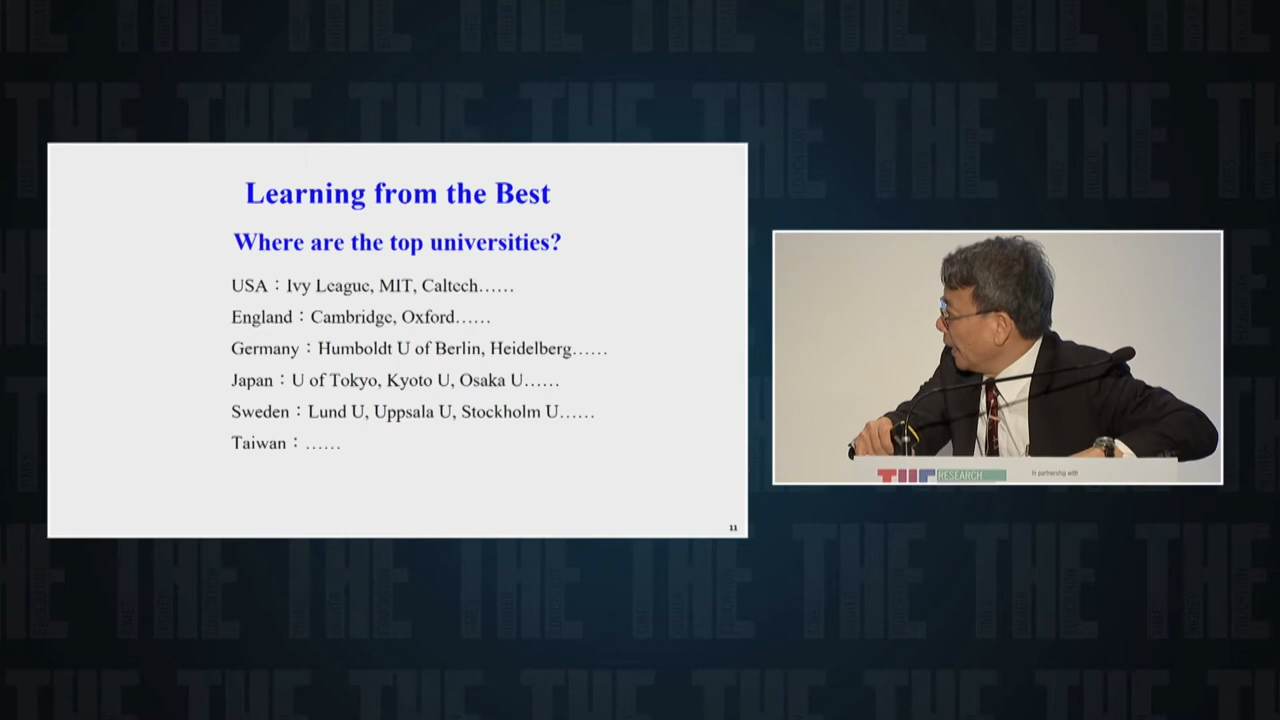 Learning from the Best
Where are the top universities?
USA：Ivy League, MIT, Caltech......
England：Cambridge, Oxford......
Germany：Humboldt U of Berlin, Heidelberg......
Japan：U of Tokyo, Kyoto U, Osaka U......
Sweden：Lund U, Uppsala U, Stockholm U......
Taiwan：......
11
RESEARCH
In partnership with